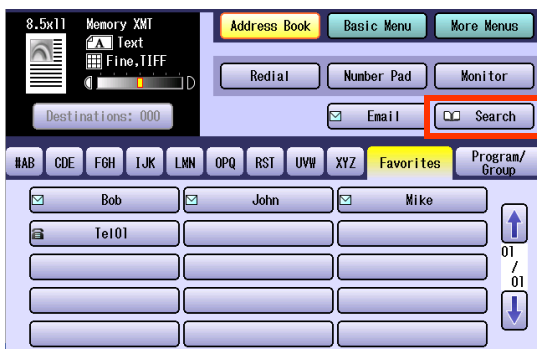 8.5x11 Memory XMT
A Text
Fine,TIFF
D
Destinations: 000
Address Book Basic Menu More Menus
Redial Number Pad Monitor
Email Search
#AB CDE FGH IJK LMN OPQ RST UVW XYZ Favorites Program/
Group
Bob John Mike
Tel01
01
/
01